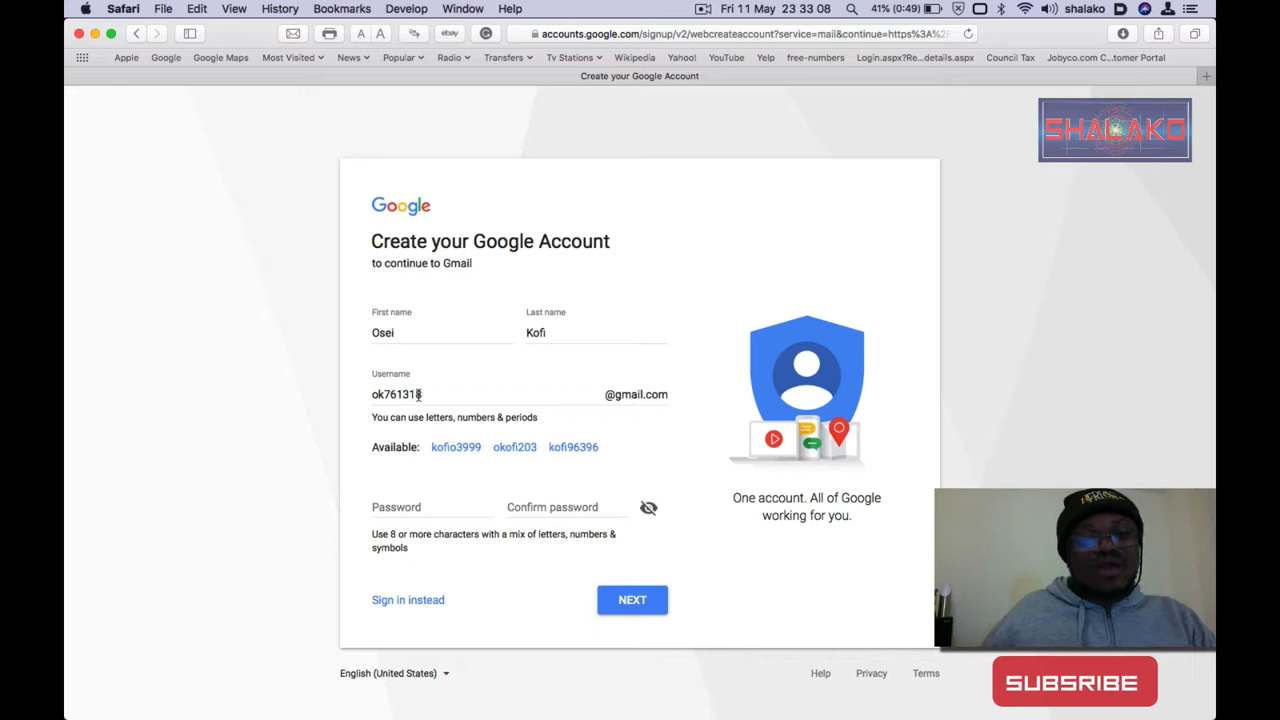 Safari File Edit View History Bookmarks Develop Window Help 41% (0:49) Fri 11 May 23 33 08 shalako
A A ebay accounts.google.com/signup/v2/webcreateaccount?service=mail&continue=https%3A%2
Apple Google Google Maps Most Visited News Popular Radio Transfers Tv Stations Wikipedia Yahoo! YouTube Yelp free-numbers Login.aspx?Re...details.aspx Council Tax Jobyco.com C...tomer Portal
Create your Google Account
SHALAKO
Google
Create your Google Account
to continue to Gmail
First name Last name
Osei Kofi
Username
ok761318 @gmail.com
You can use letters, numbers & periods
Available: kofio3999 okofi203 kofi96396
Password Confirm password
Use 8 or more characters with a mix of letters, numbers &
symbols
Sign in instead NEXT
One account. All of Google
working for you.
English (United States) Help Privacy Terms
SUBSRIBE